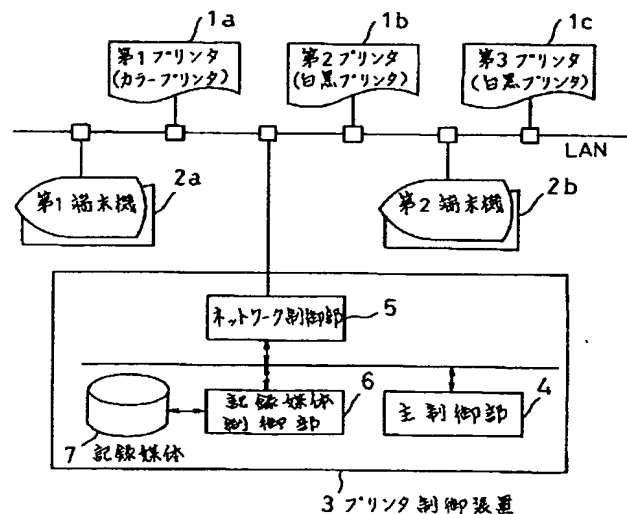 1a
1b
1c
第1プリンタ
(カラープリンタ)
第2プリンタ
(白黒プリンタ)
第3プリンタ
(白黒プリンタ)
LAN
第1端末機
2a
第2端末機
2b
ネットワーク制御部
5
記録媒体
制御部
6
主制御部
4
7 記録媒体
3 プリンタ制御装置